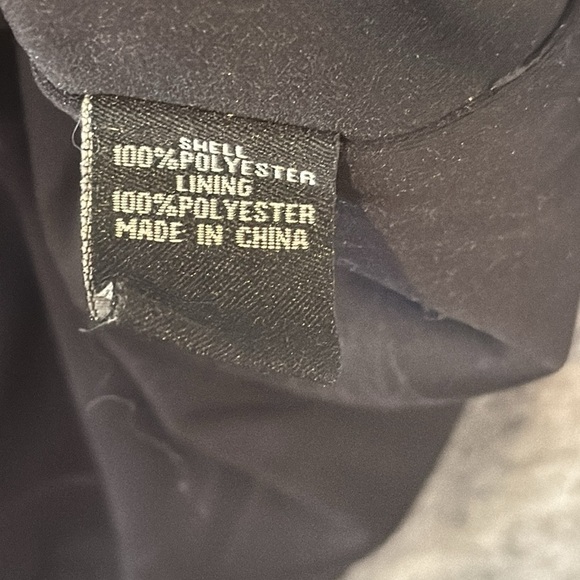 SHELL
100%POLYESTER
LINING
100%POLYESTER
MADE IN CHINA